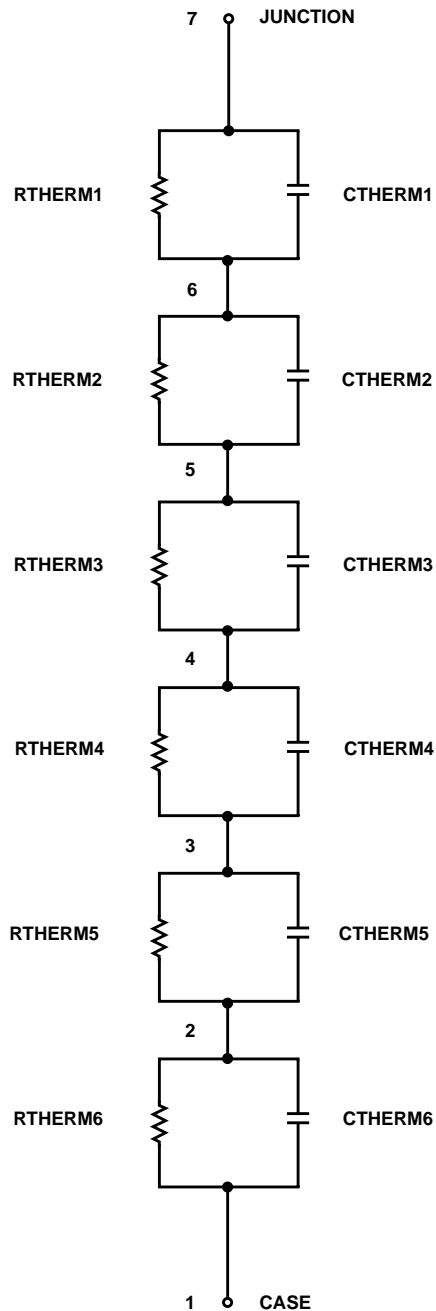 7 JUNCTION
RTHERM1 CTHERM1
6
RTHERM2 CTHERM2
5
RTHERM3 CTHERM3
4
RTHERM4 CTHERM4
3
RTHERM5 CTHERM5
2
RTHERM6 CTHERM6
1 CASE